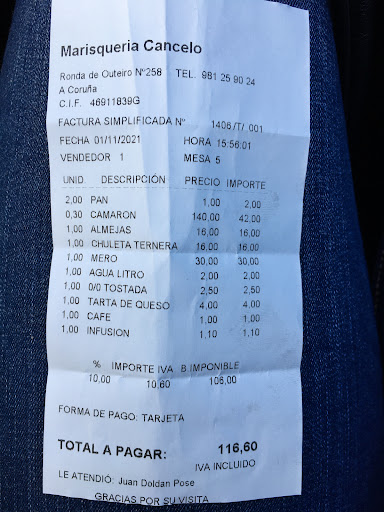 Marisqueria Cancelo
Ronda de Outeiro Nº258 TEL. 981 25 90 24
A Coruña
C.I.F. 46911839G
FACTURA SIMPLIFICADA Nº 1406 /T/ 001
FECHA 01/11/2021 HORA 15:56:01
VENDEDOR 1 MESA 5
UNID. DESCRIPCIÓN PRECIO IMPORTE
2,00 PAN 1,00 2,00
0,30 CAMARON 140,00 42,00
1,00 ALMEJAS 16,00 16,00
1,00 CHULETA TERNERA 16,00 16,00
1,00 MERO 30,00 30,00
1,00 AGUA LITRO 2,00 2,00
1,00 0/0 TOSTADA 2,50 2,50
1,00 TARTA DE QUESO 4,00 4,00
1,00 CAFE 1,00 1,00
1,00 INFUSION 1,10 1,10
% IMPORTE IVA B IMPONIBLE
10,00 10,60 106,00
FORMA DE PAGO: TARJETA
TOTAL A PAGAR: 116,60
IVA INCLUIDO
LE ATENDIÓ: Juan Doldan Pose
GRACIAS POR SU VISITA